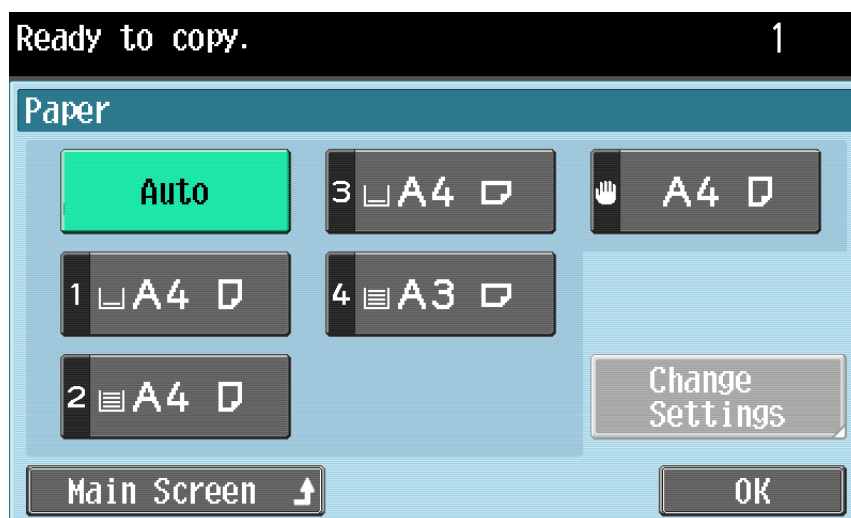 Ready to copy. 1
Paper
Auto
3 A4
A4
1 A4
4 A3
2 A4
Change
Settings
Main Screen
OK